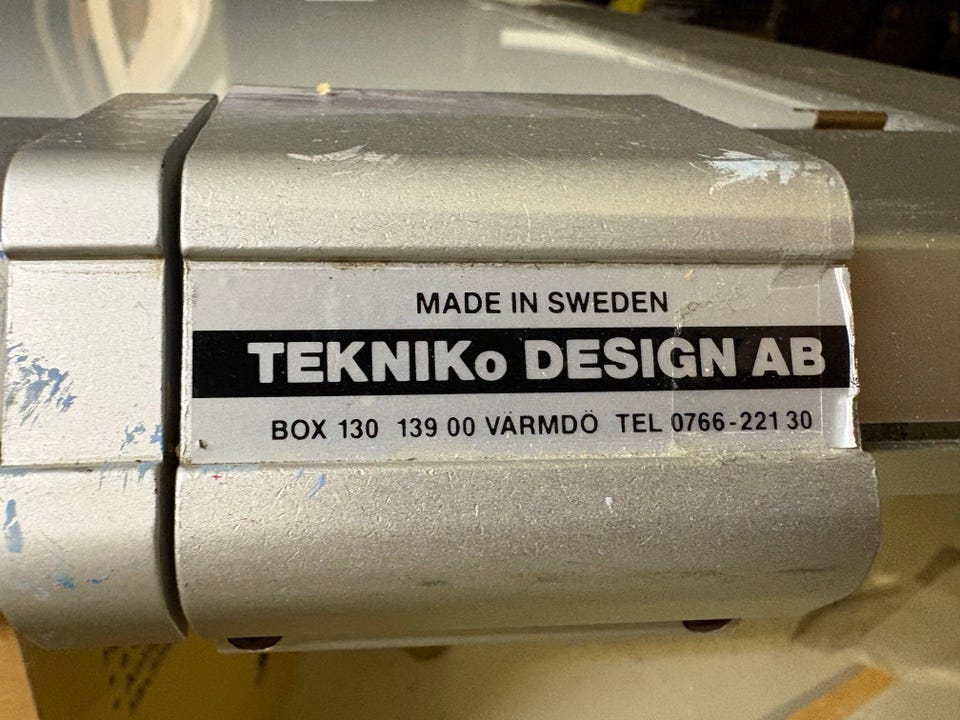 MADE IN SWEDEN
TEKNIKo DESIGN AB
BOX 130 139 00 VÄRMDÖ TEL 0766-221 30